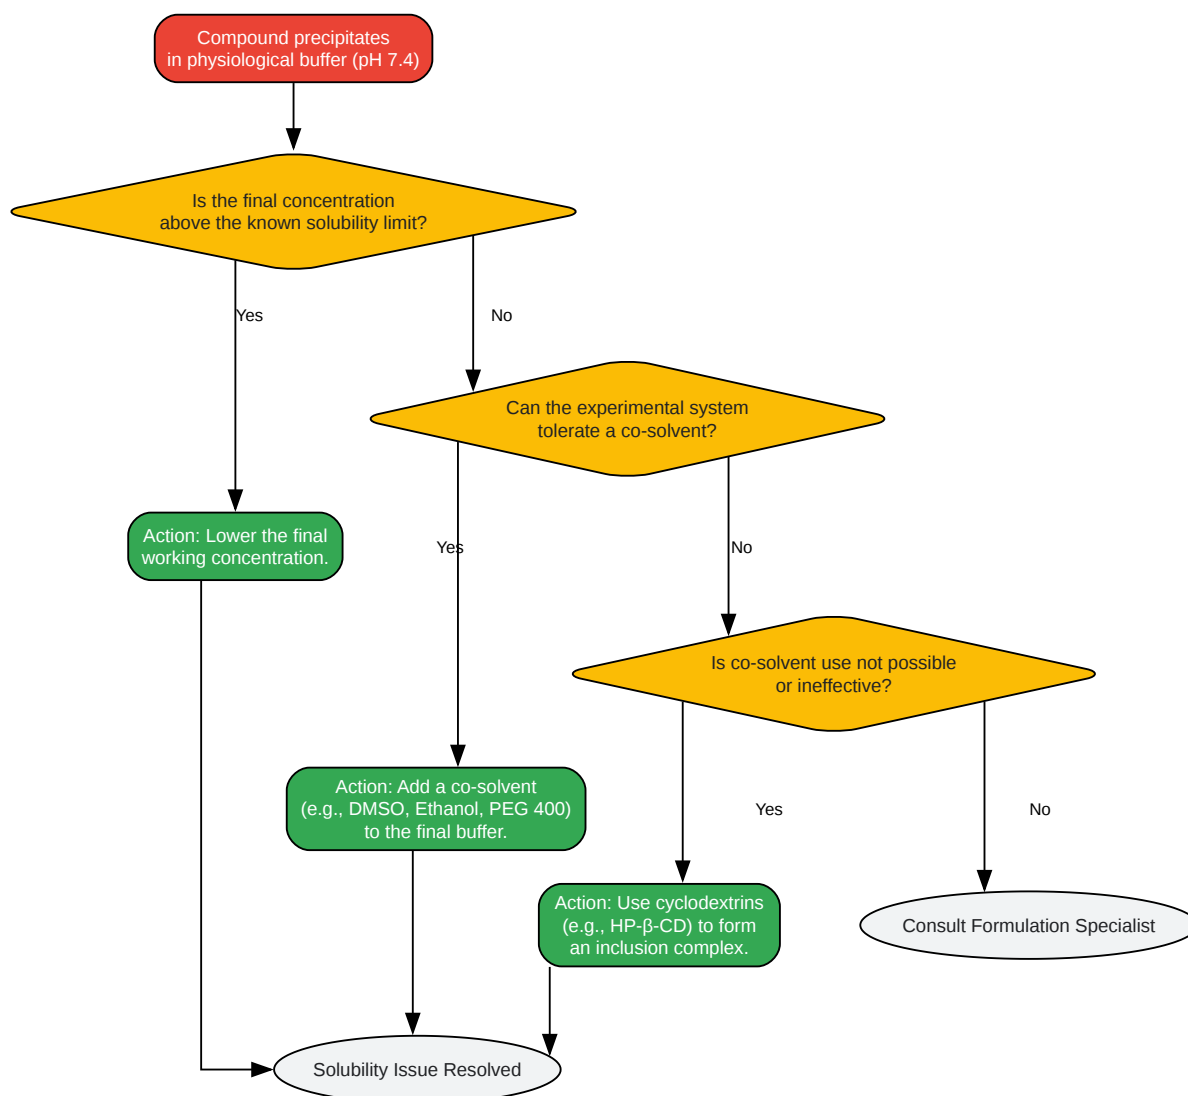 Compound precipitates
in physiological buffer (pH 7.4)
Is the final concentration
above the known solubility limit?
Yes
No
Can the experimental system
tolerate a co-solvent?
Action: Lower the final
working concentration.
Yes
No
Is co-solvent use not possible
or ineffective?
Action: Add a co-solvent
(e.g., DMSO, Ethanol, PEG 400)
to the final buffer.
Yes
No
Action: Use cyclodextrins
(e.g., HP-β-CD) to form
an inclusion complex.
Consult Formulation Specialist
Solubility Issue Resolved